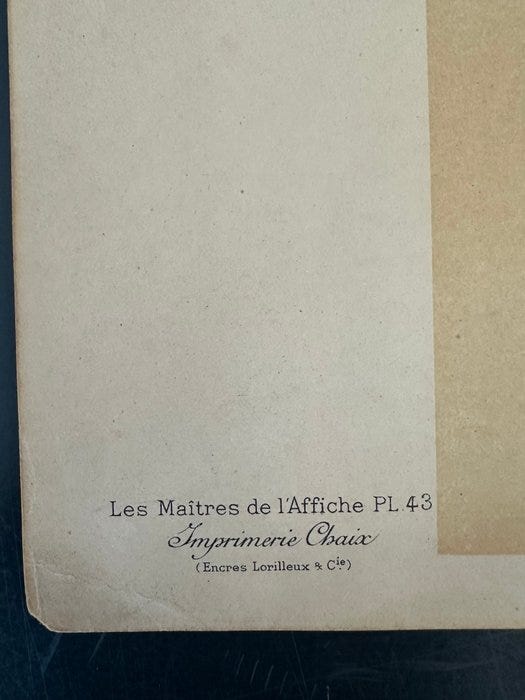 Les Maîtres de l'Affiche PL.43
Imprimerie Chaix
(Encres Lorilleux & Cie)